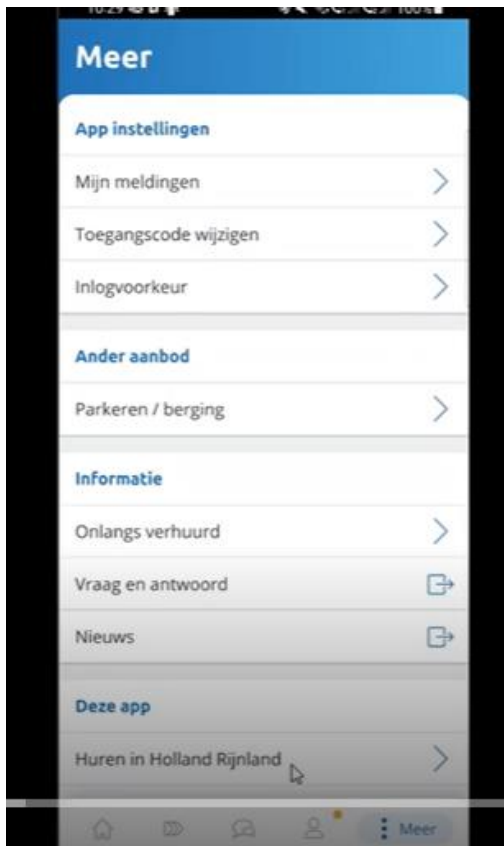 Meer
App instellingen
Mijn meldingen
Toegangscode wijzigen
Inlogvoorkeur
Ander aanbod
Parkeren / berging
Informatie
Onlangs verhuurd
Vraag en antwoord
Nieuws
Deze app
Huren in Holland Rijnland
Meer